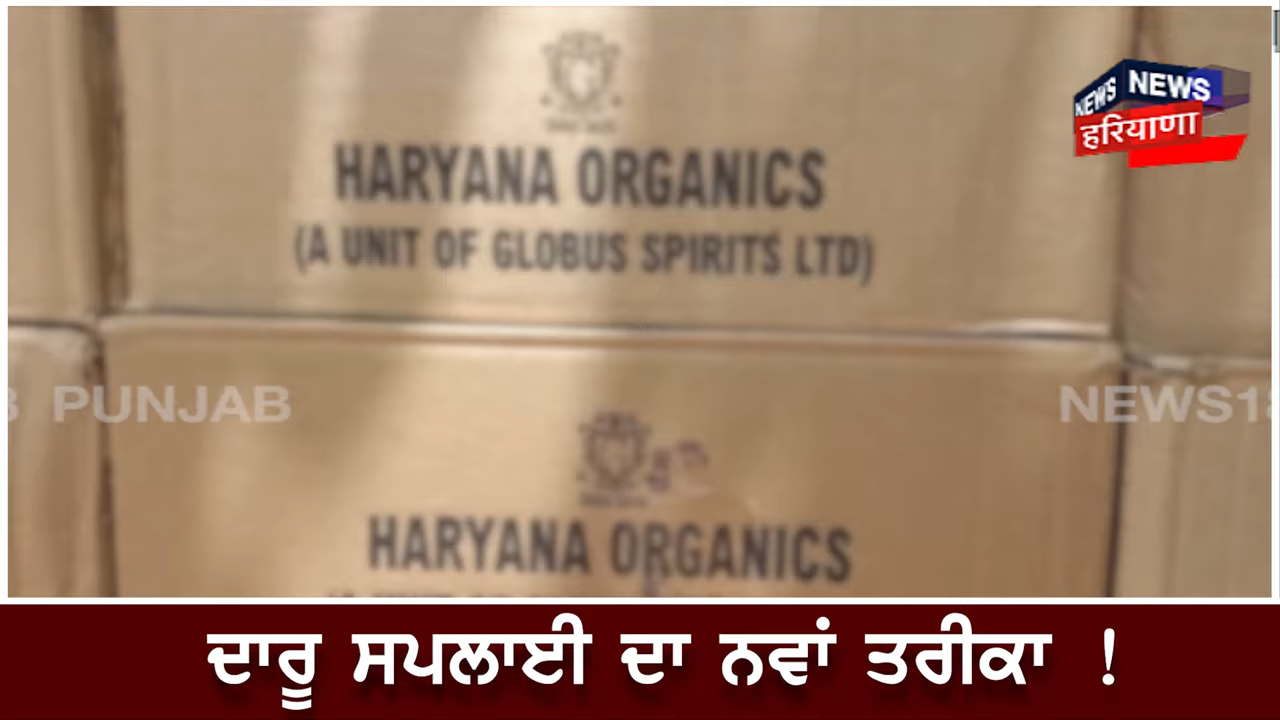 HARYANA ORGANICS
(A UNIT OF GLOBUS SPIRITS LTD)
NEWS NEWS
हरियाणा
PUNJAB
NEWS18
HARYANA ORGANICS
ਦਾਰੂ ਸਪਲਾਈ ਦਾ ਨਵਾਂ ਤਰੀਕਾ !